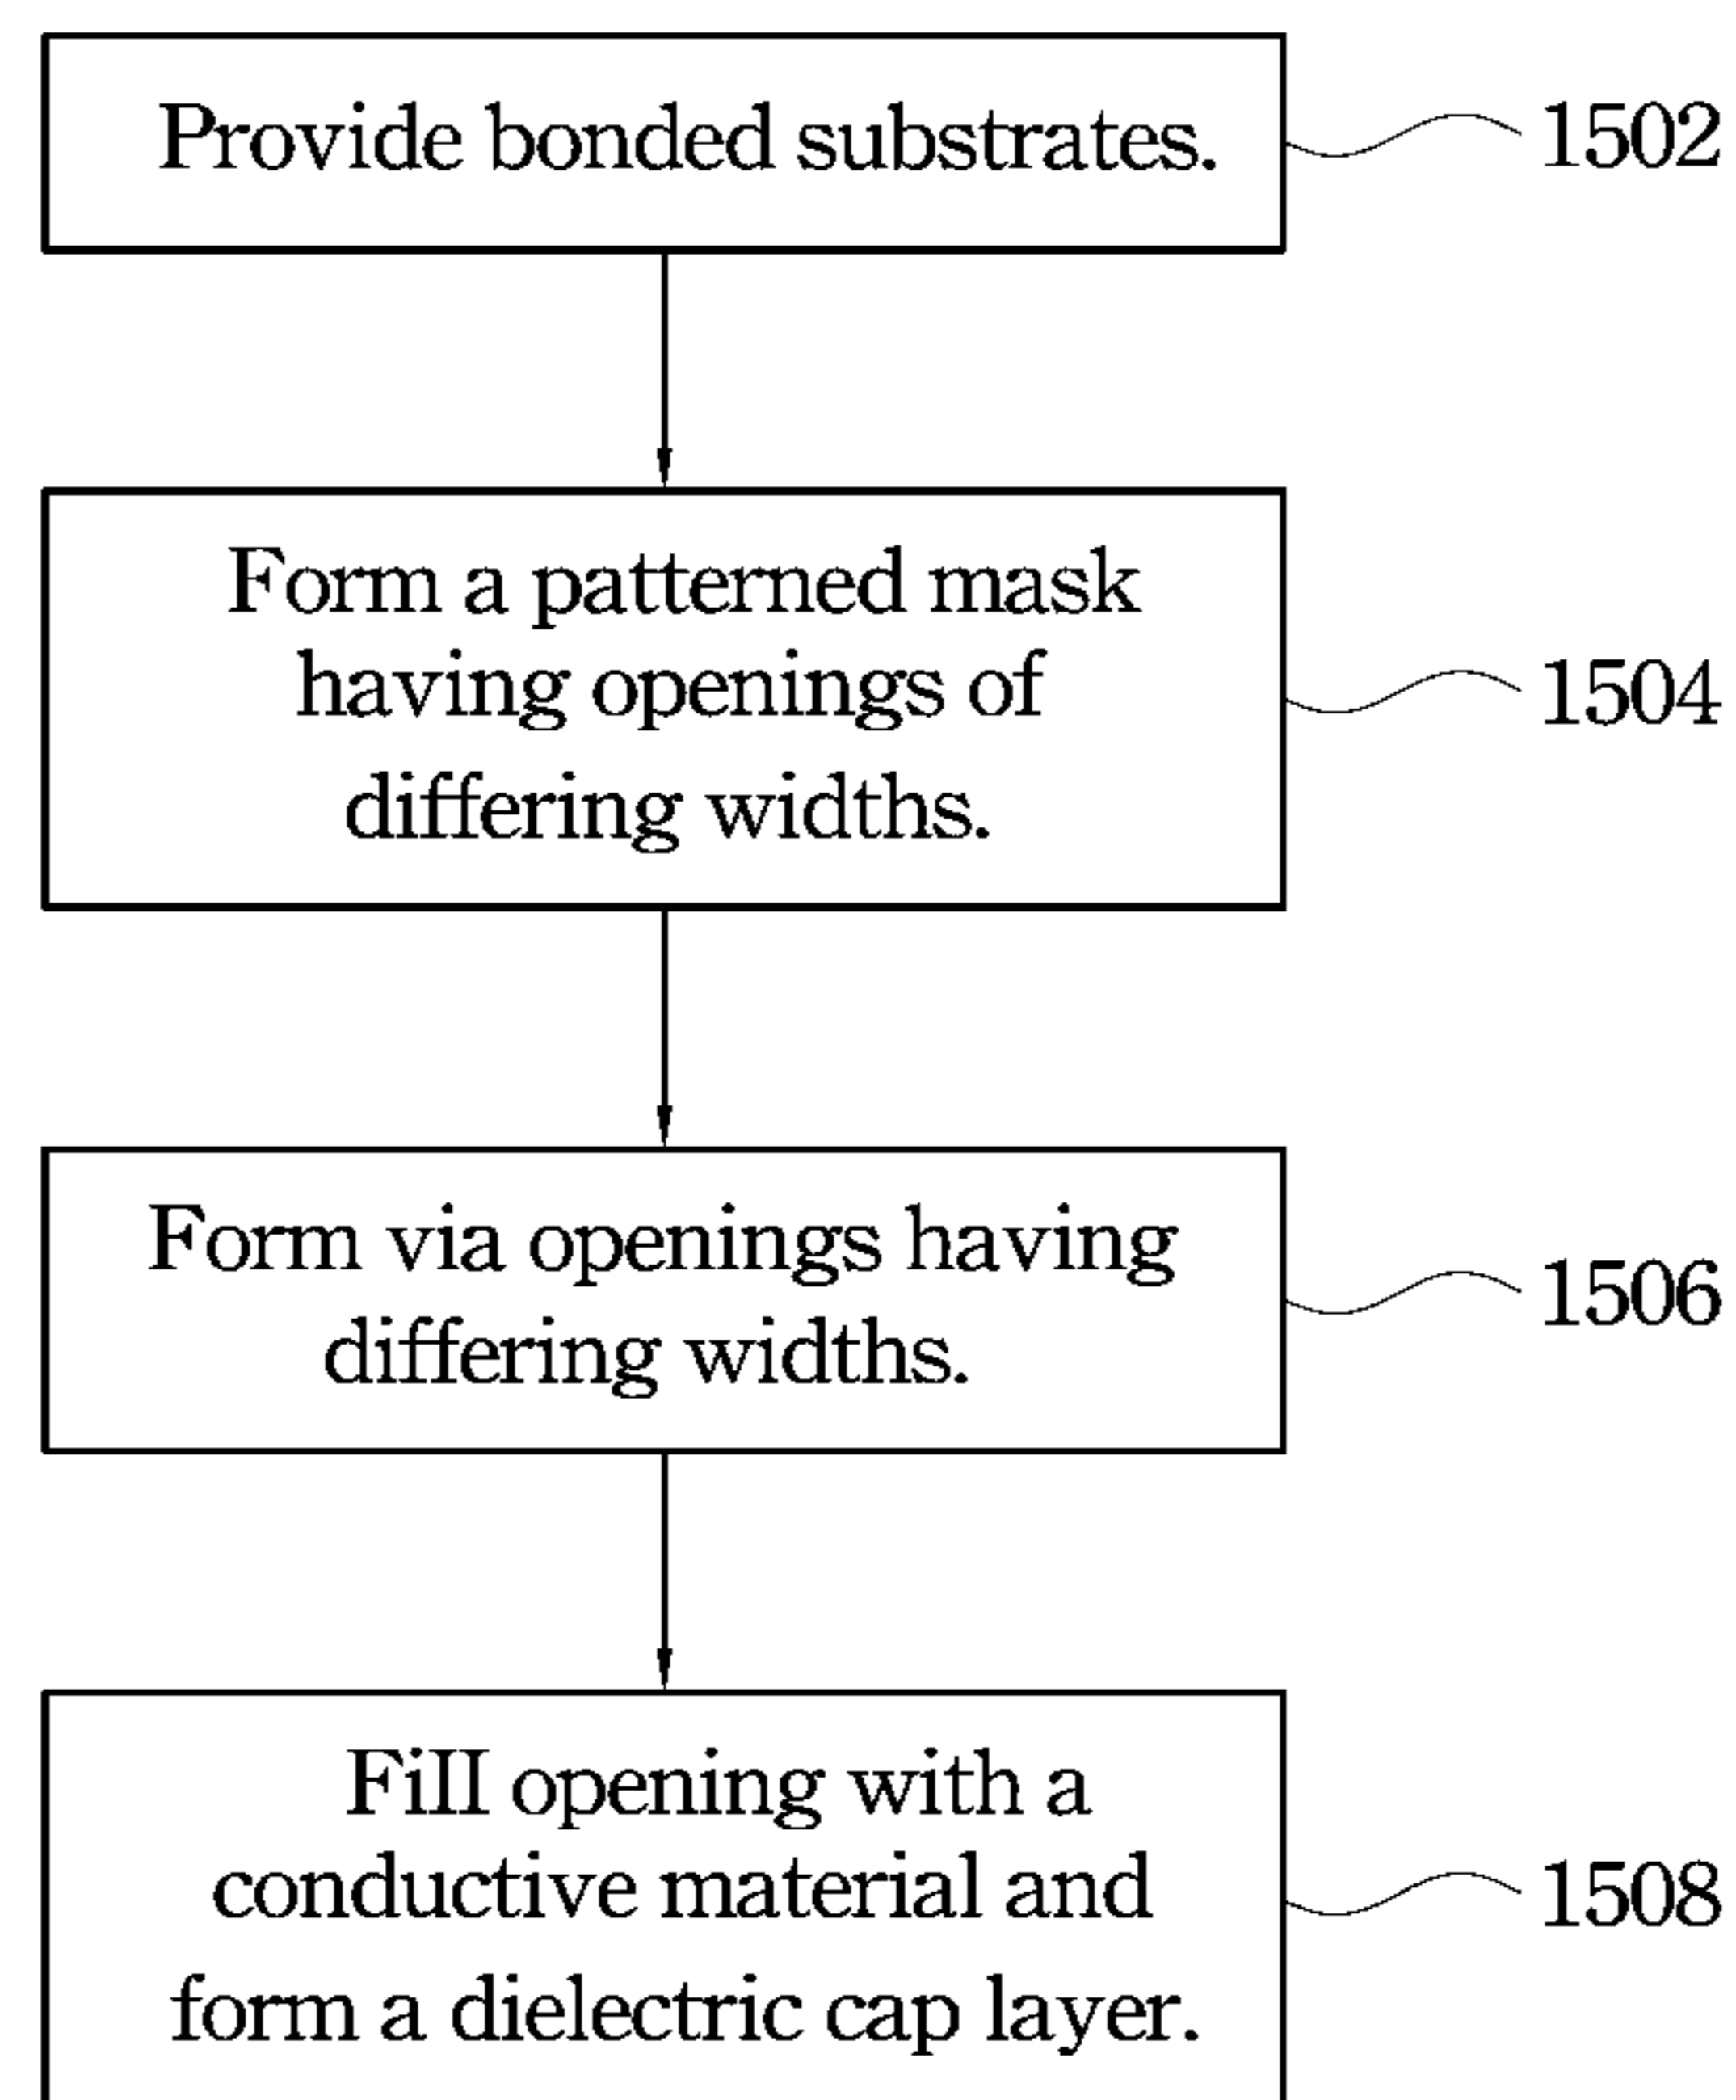 Provide bonded substrates.
1502
Form a patterned mask
having openings of
differing widths.
1504
Form via openings having
differing widths.
1506
Fill opening with a
conductive material and
form a dielectric cap layer.
1508